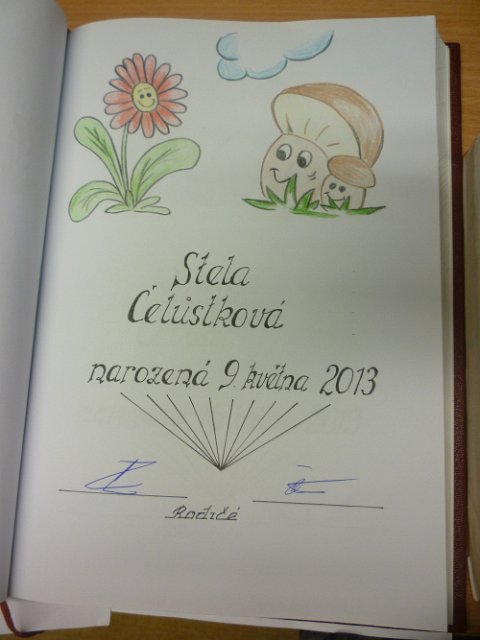 Stela
Čelůstková
narozená 9. května 2013
Rodiče